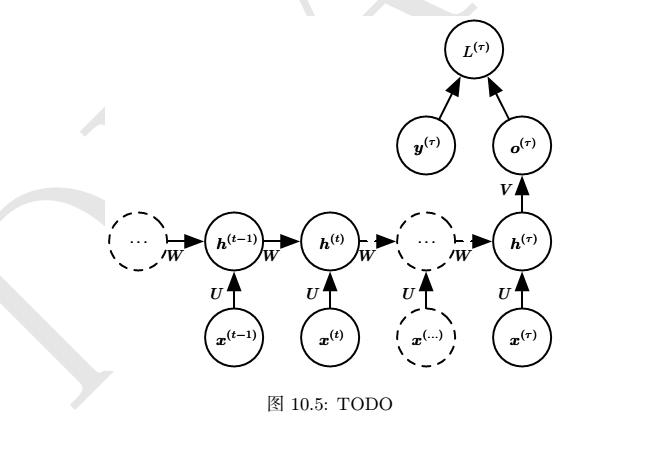 L^(τ)
y^(τ) o^(τ)
V
... h^(t−1) h^(t) ... h^(τ)
W W W W
U U U U
x^(t−1) x^(t) x^(...) x^(τ)
图 10.5: TODO